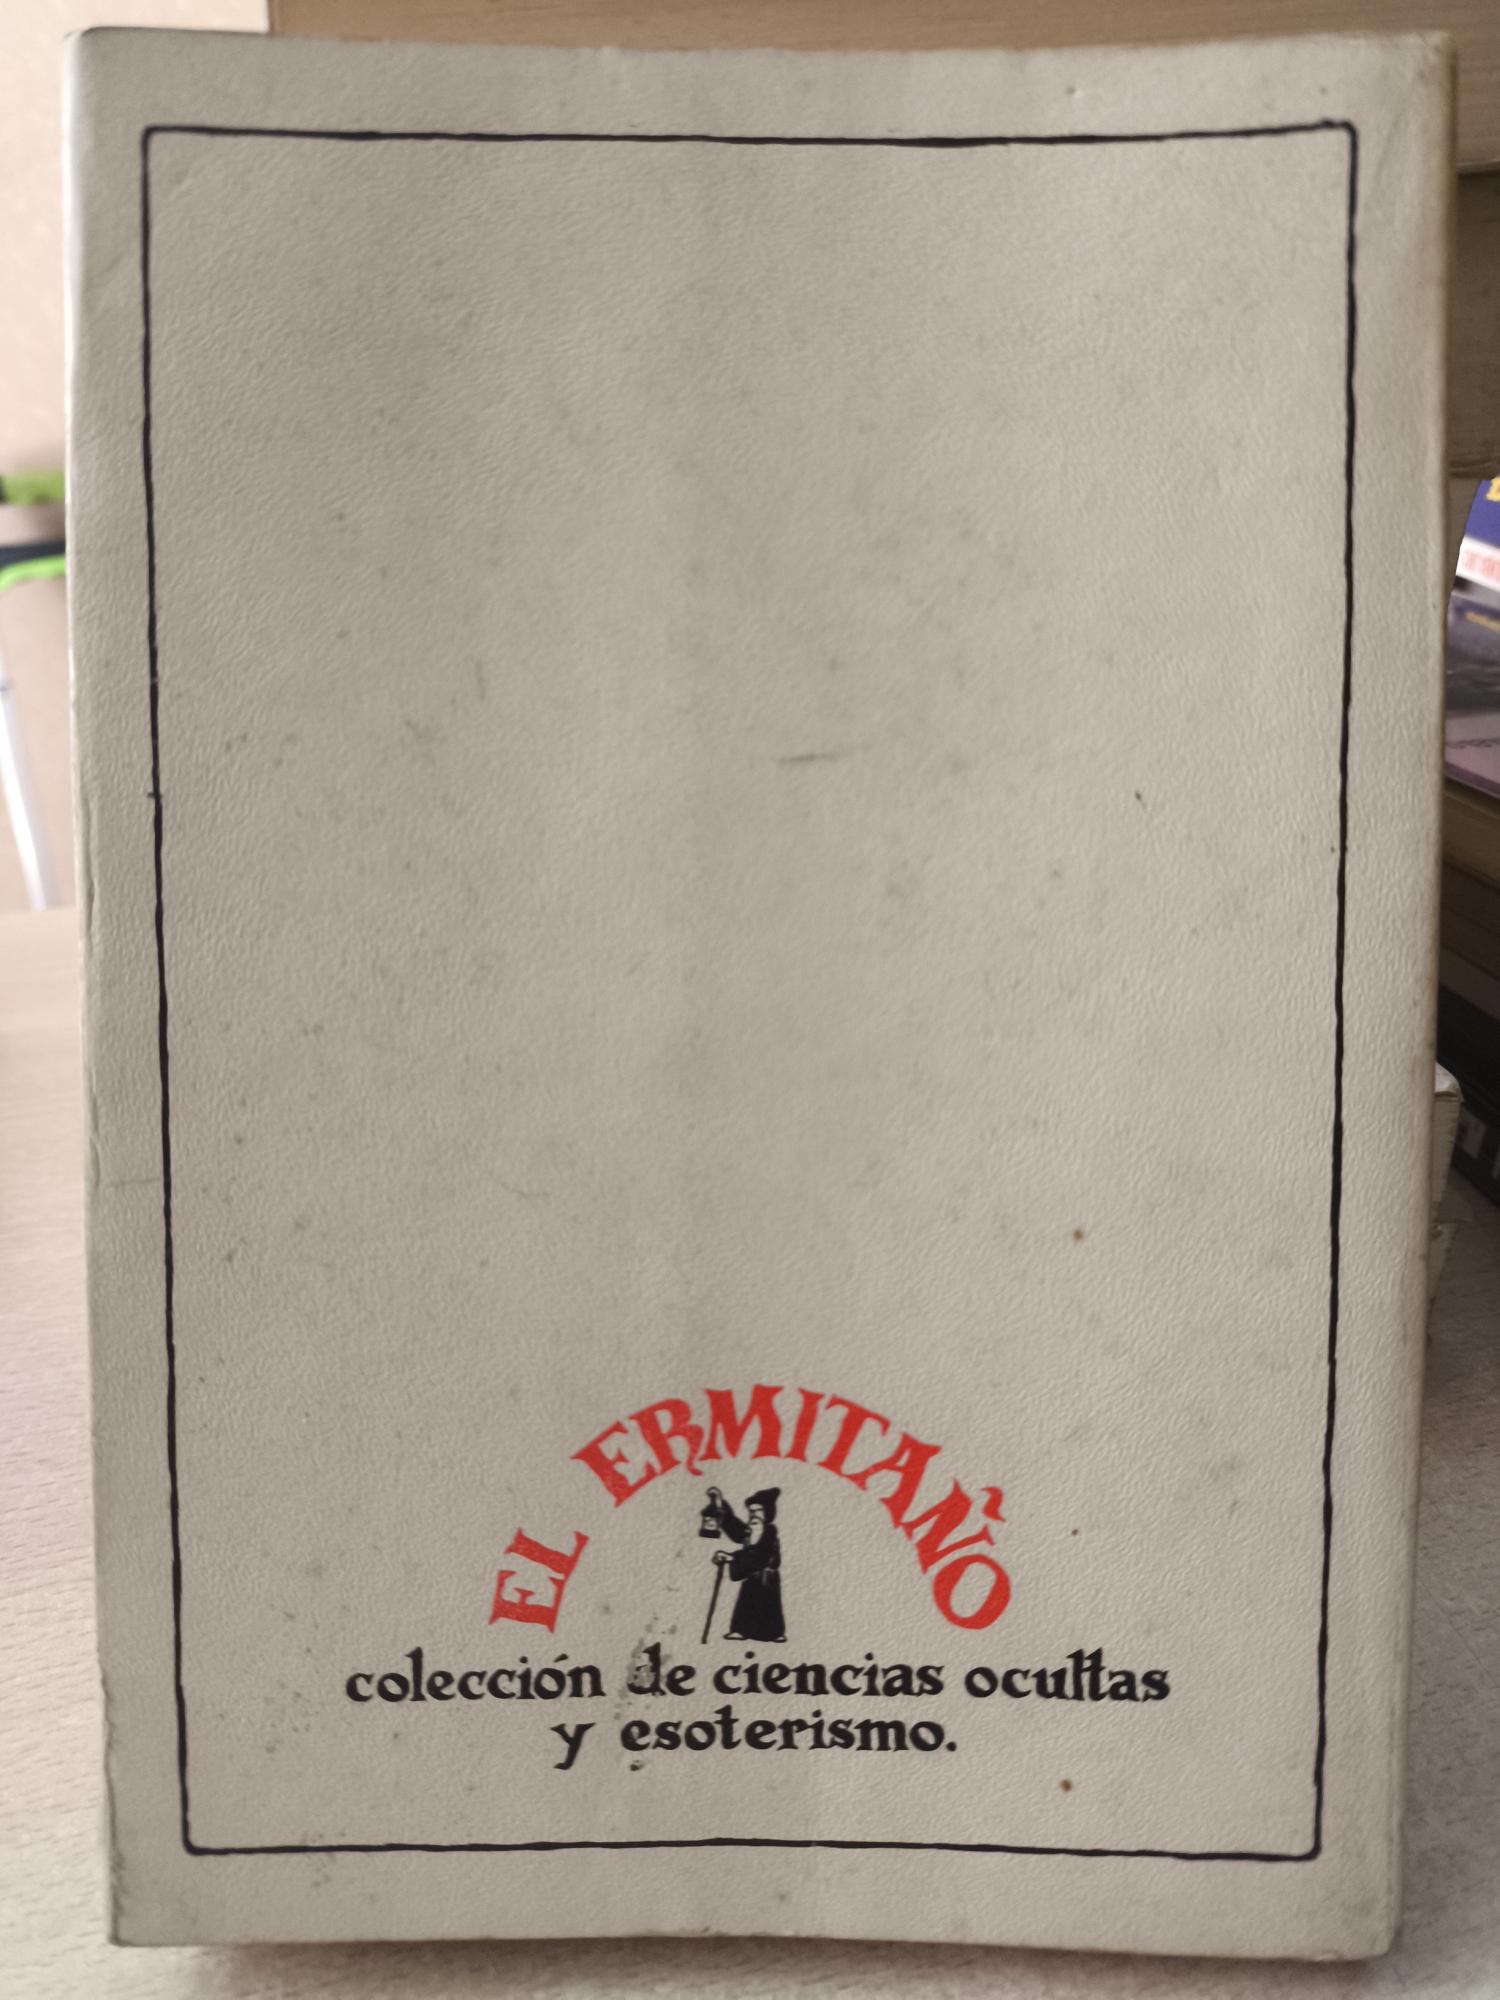 EL ERMITAÑO
colección de ciencias ocultas
y esoterismo.